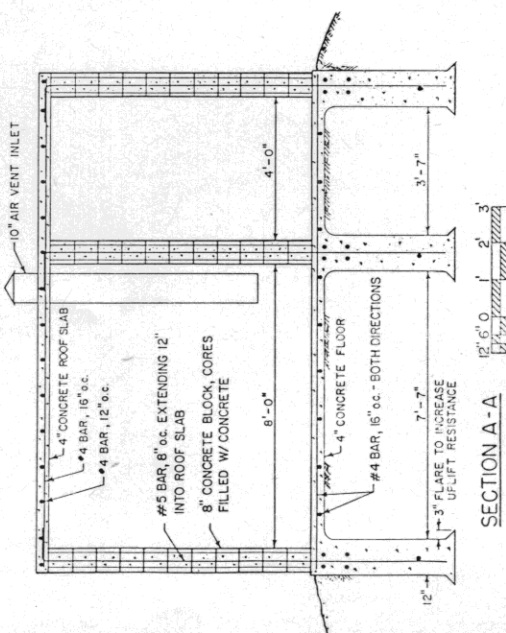 10" AIR VENT INLET
4" CONCRETE ROOF SLAB
#4 BAR, 16" o.c.
#4 BAR, 12" o.c.
#5 BAR, 8" o.c. EXTENDING 12"
INTO ROOF SLAB
8" CONCRETE BLOCK, CORES
FILLED W/ CONCRETE
8'-0"
4'-0"
4" CONCRETE FLOOR
#4 BAR, 16" o.c. - BOTH DIRECTIONS
7'-7"
3'-7"
3" FLARE TO INCREASE
UPLIFT RESISTANCE
12"
SECTION A-A
12" 6" 0 1' 2' 3'